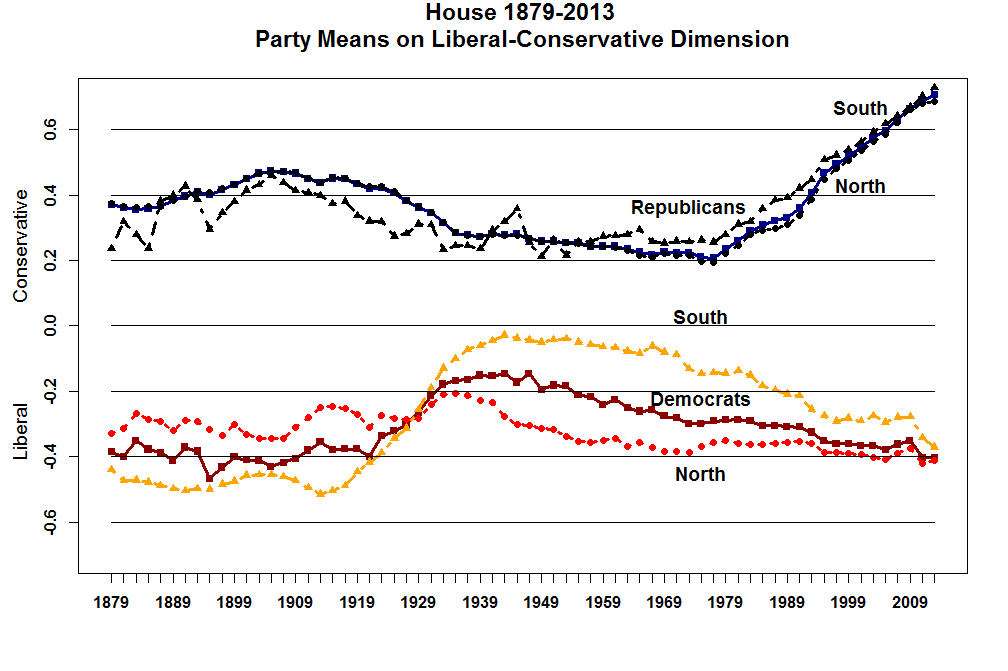 House 1879-2013
Party Means on Liberal-Conservative Dimension
Conservative
Liberal
0.6
0.4
0.2
0.0
-0.2
-0.4
-0.6
South
North
Republicans
South
Democrats
North
1879 1889 1899 1909 1919 1929 1939 1949 1959 1969 1979 1989 1999 2009